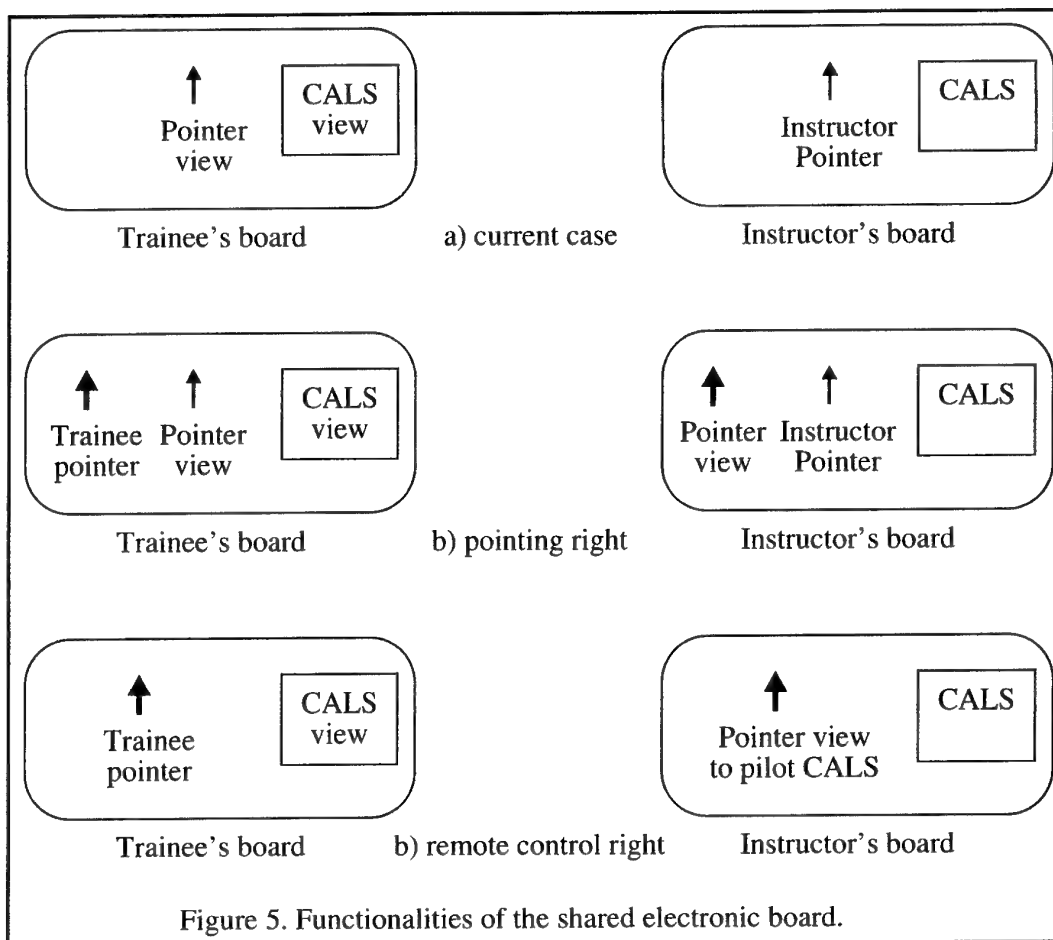 CALS
view
Pointer
view
Instructor
Pointer
CALS
Trainee's board
a) current case
Instructor's board
Trainee
pointer
Pointer
view
CALS
view
Pointer
view
Instructor
Pointer
CALS
Trainee's board
b) pointing right
Instructor's board
Trainee
pointer
CALS
view
Pointer view
to pilot CALS
CALS
Trainee's board
b) remote control right
Instructor's board
Figure 5. Functionalities of the shared electronic board.